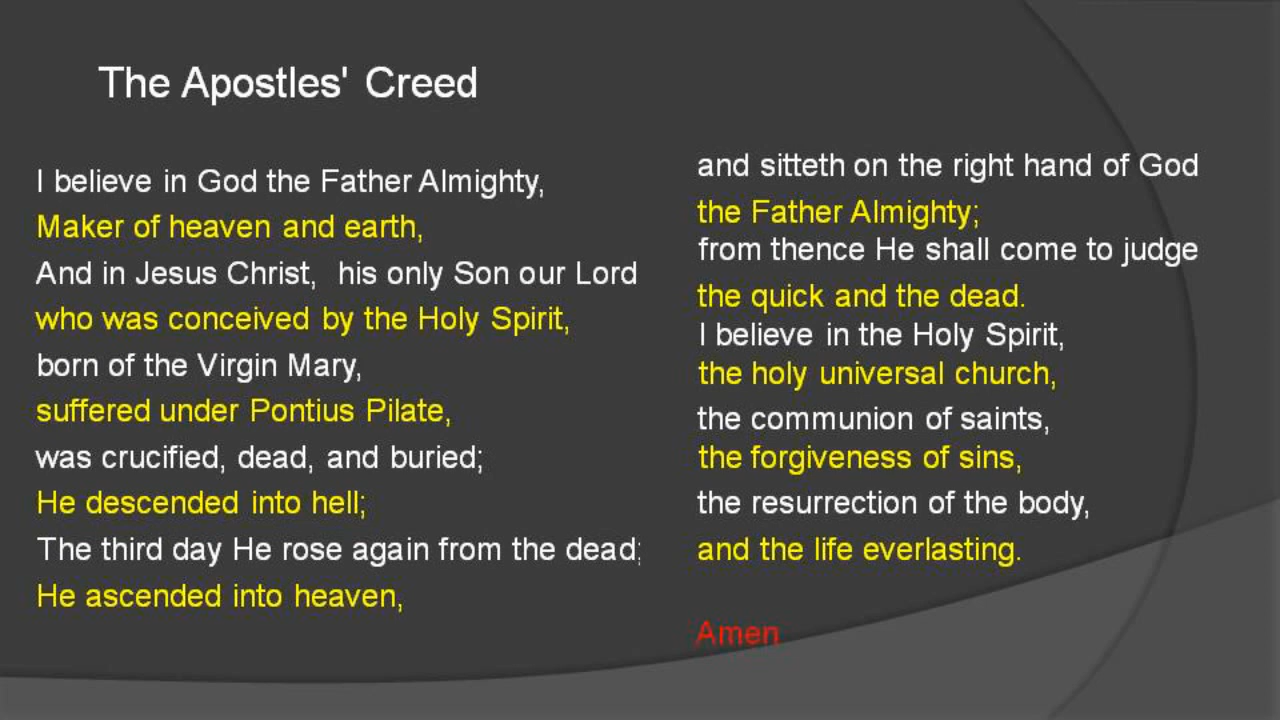 The Apostles' Creed
I believe in God the Father Almighty,
Maker of heaven and earth,
And in Jesus Christ,  his only Son our Lord
who was conceived by the Holy Spirit,
born of the Virgin Mary,
suffered under Pontius Pilate,
was crucified, dead, and buried;
He descended into hell;
The third day He rose again from the dead;
He ascended into heaven,
and sitteth on the right hand of God
the Father Almighty;
from thence He shall come to judge
the quick and the dead.
I believe in the Holy Spirit,
the holy universal church,
the communion of saints,
the forgiveness of sins,
the resurrection of the body,
and the life everlasting.
Amen